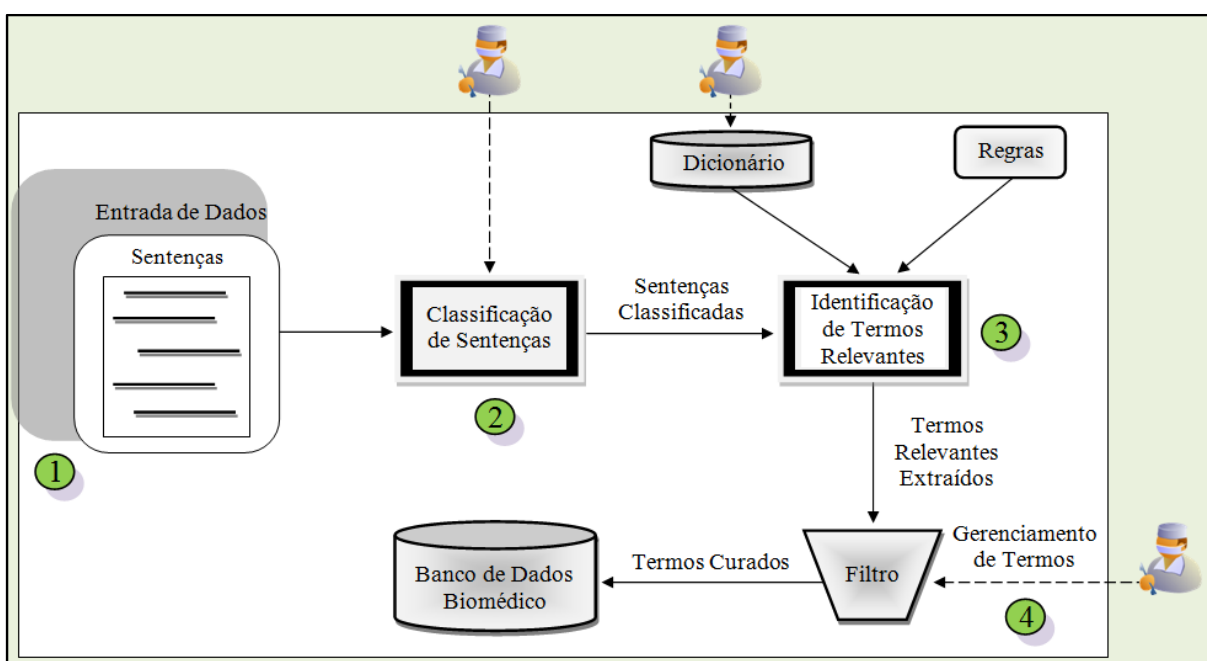 Dicionário
Regras
Entrada de Dados
Sentenças
1
Classificação
de Sentenças
2
Sentenças
Classificadas
Identificação
de Termos
Relevantes
3
Termos
Relevantes
Extraídos
Banco de Dados
Biomédico
Termos Curados
Filtro
Gerenciamento
de Termos
4